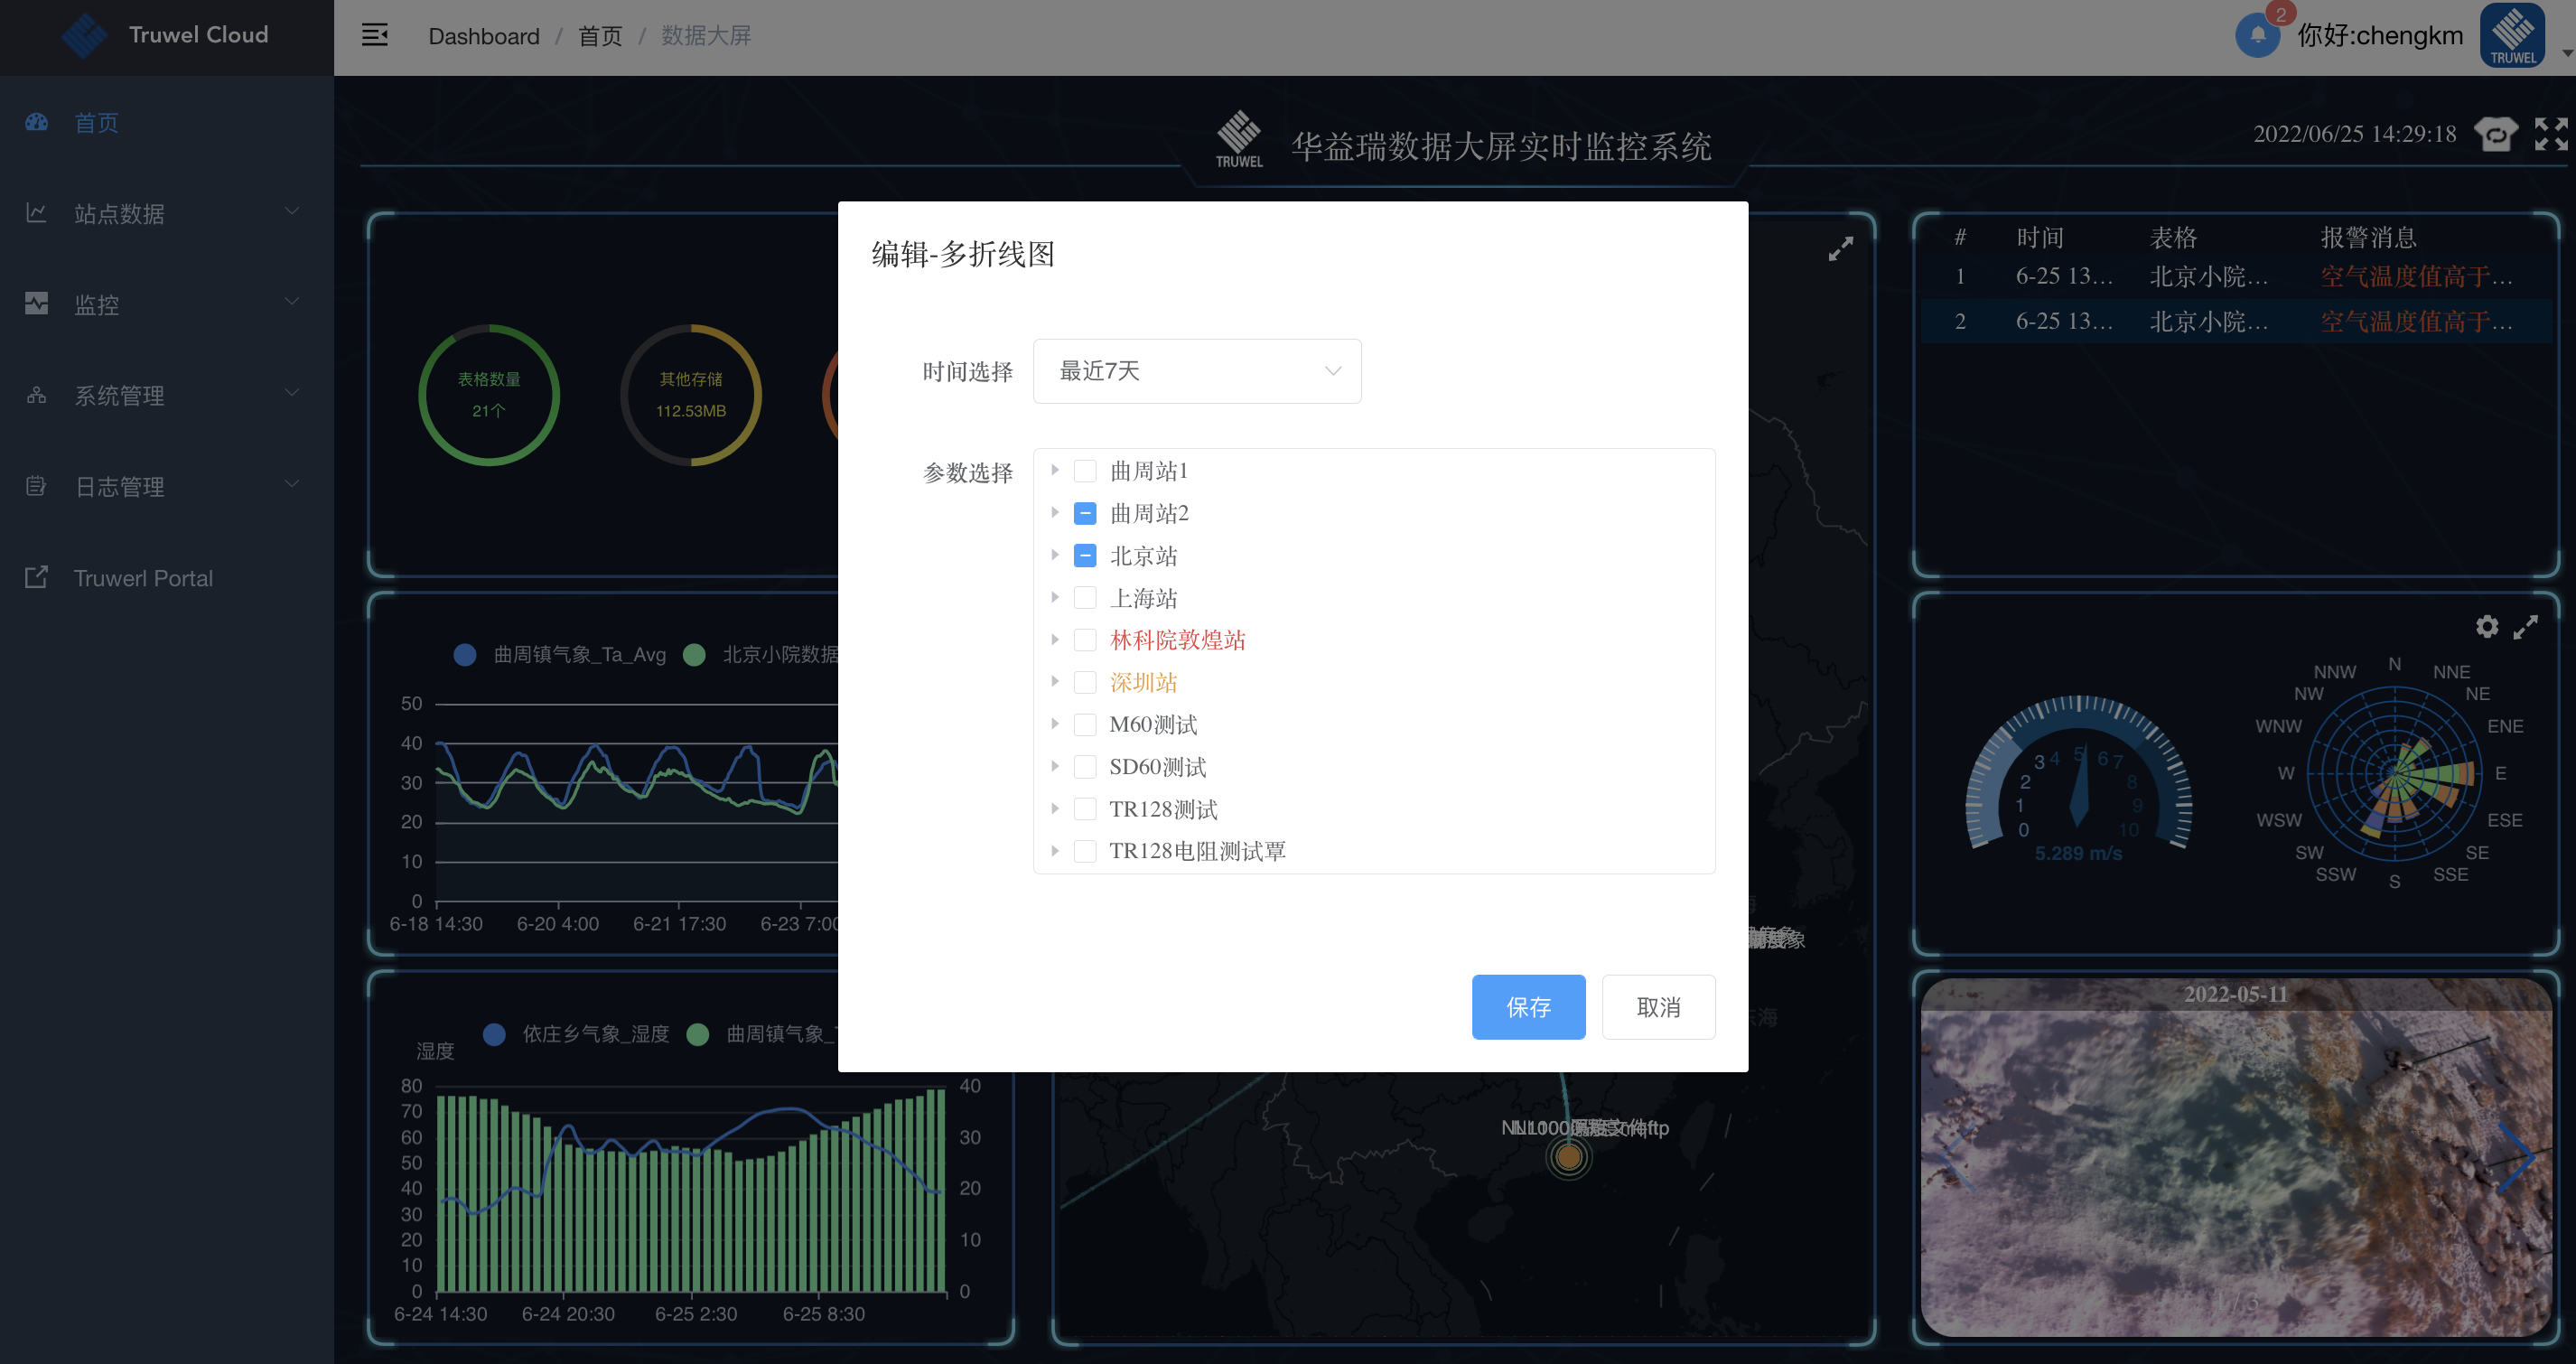 Truwel Cloud
Dashboard / 首页 / 数据大屏
2
你好:chengkm
TRUWEL
首页
站点数据
监控
系统管理
日志管理
Truwerl Portal
TRUWEL
华益瑞数据大屏实时监控系统
2022/06/25 14:29:18
表格数量
21个
其他存储
112.53MB
编辑-多折线图
时间选择
最近7天
参数选择
曲周站1
曲周站2
北京站
上海站
林科院敦煌站
深圳站
M60测试
SD60测试
TR128测试
TR128电阻测试覃
保存
取消
# 时间 表格 报警消息
1 6-25 13... 北京小院... 空气温度值高于...
2 6-25 13... 北京小院... 空气温度值高于...
曲周镇气象_Ta_Avg
北京小院数据
50
40
30
20
10
0
6-18 14:30
6-20 4:00
6-21 17:30
6-23 7:00
0
1
2
3
4
5
6
7
8
9
10
5.289 m/s
N
NNE
NE
ENE
E
ESE
SE
SSE
S
SSW
SW
WSW
W
WNW
NW
NNW
依庄乡气象_湿度
曲周镇气象_
湿度
80
70
60
50
40
30
20
10
0
40
30
20
10
0
6-24 14:30
6-24 20:30
6-25 2:30
6-25 8:30
2022-05-11